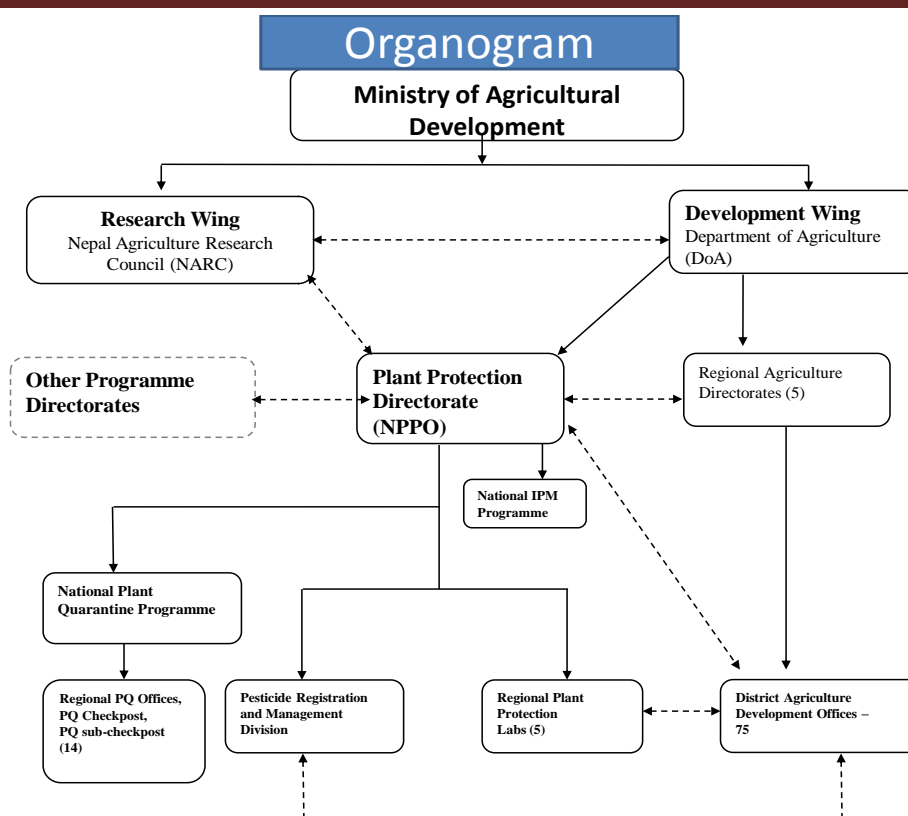 Organogram
Ministry of Agricultural
Development
Research Wing
Nepal Agriculture Research
Council (NARC)
Development Wing
Department of Agriculture
(DoA)
Other Programme
Directorates
Plant Protection
Directorate
(NPPO)
Regional Agriculture
Directorates (5)
National IPM
Programme
National Plant
Quarantine Programme
Regional PQ Offices,
PQ Checkpost,
PQ sub-checkpost
(14)
Pesticide Registration
and Management
Division
Regional Plant
Protection
Labs (5)
District Agriculture
Development Offices –
75